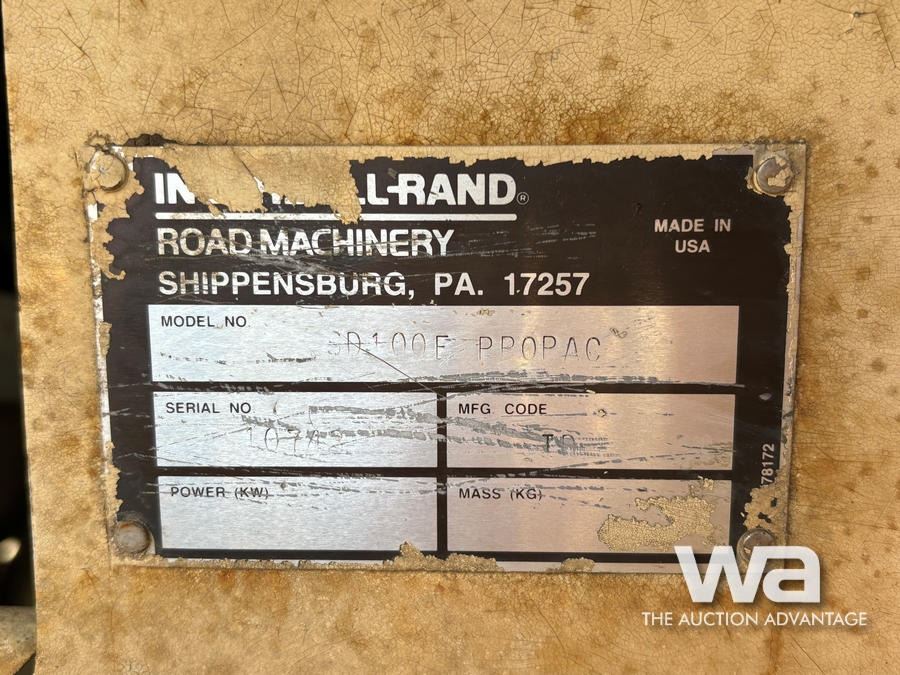 ROAD MACHINERY
SHIPPENSBURG, PA. 17257
MADE IN
USA
MODEL NO
PROPAC
SERIAL NO
MFG CODE
POWER (KW)
MASS (KG)
78172
wa
THE AUCTION ADVANTAGE